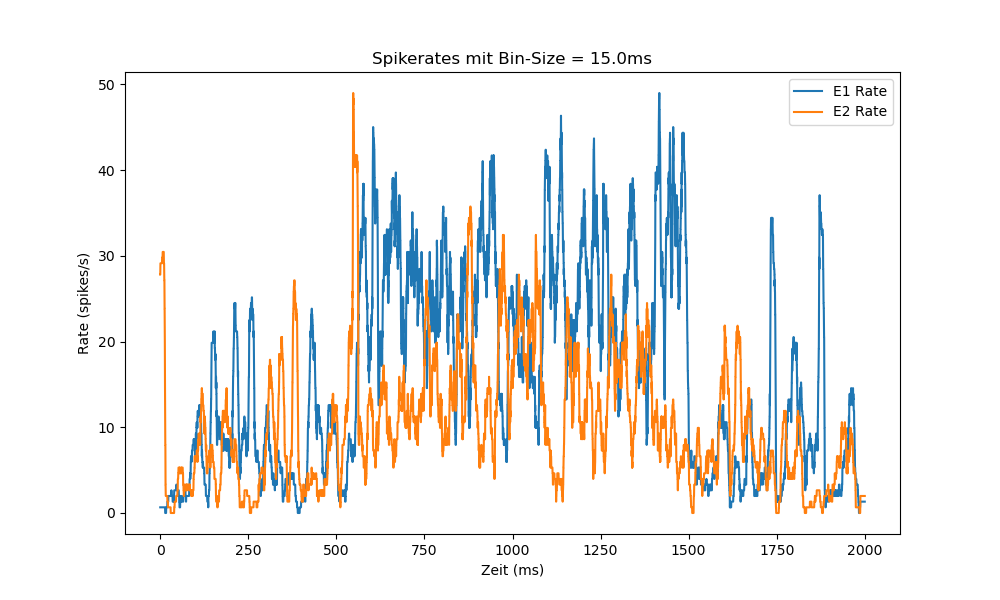 Spikerates mit Bin-Size = 15.0ms
E1 Rate
E2 Rate
Rate (spikes/s)
50
40
30
20
10
0
0 250 500 750 1000 1250 1500 1750 2000
Zeit (ms)